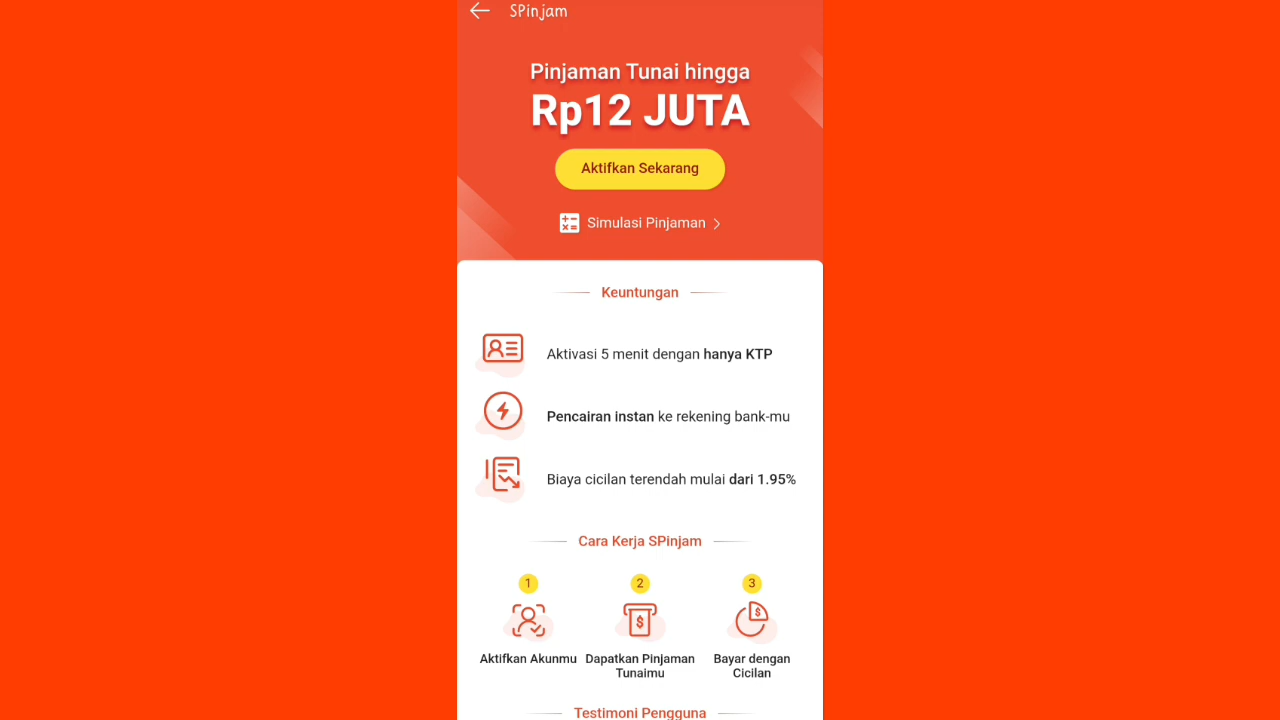 SPinjam
Pinjaman Tunai hingga
Rp12 JUTA
Aktifkan Sekarang
Simulasi Pinjaman
Keuntungan
Aktivasi 5 menit dengan hanya KTP
Pencairan instan ke rekening bank-mu
Biaya cicilan terendah mulai dari 1.95%
Cara Kerja SPinjam
1
2
3
Aktifkan Akunmu
Dapatkan Pinjaman
Tunaimu
Bayar dengan
Cicilan
Testimoni Pengguna